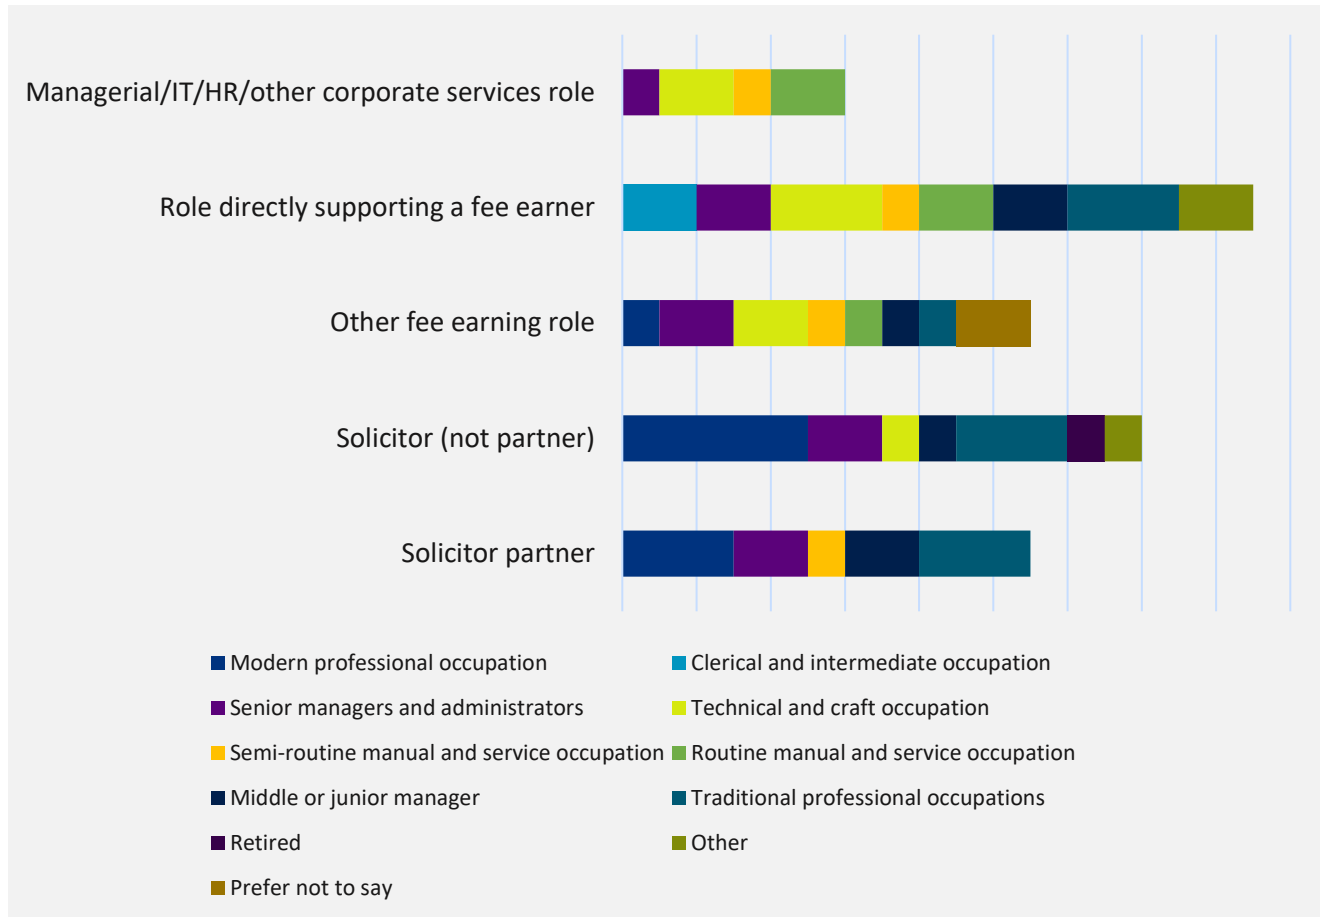 Managerial/IT/HR/other corporate services role
Role directly supporting a fee earner
Other fee earning role
Solicitor (not partner)
Solicitor partner
Modern professional occupation
Clerical and intermediate occupation
Senior managers and administrators
Technical and craft occupation
Semi-routine manual and service occupation
Routine manual and service occupation
Middle or junior manager
Traditional professional occupations
Retired
Other
Prefer not to say